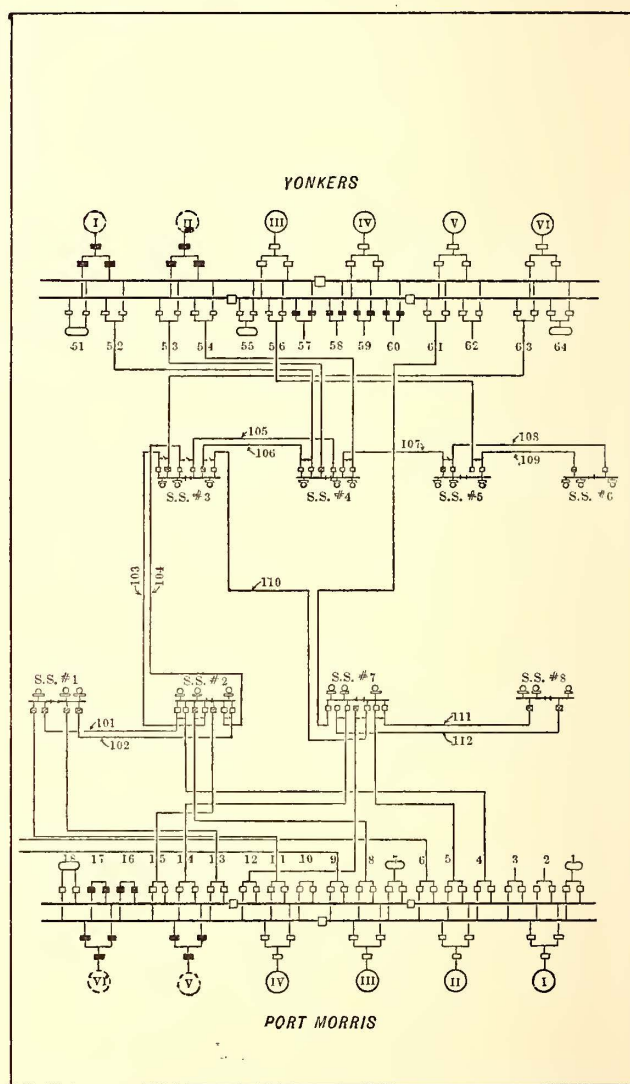 YONKERS
I II III IV V VI
51 52 53 54 55 56 57 58 59 60 61 62 63 64
105
106
107
108
109
S.S. #3 S.S. #4 S.S. #5 S.S. #6
103
104
110
S.S. #1 S.S. #2 S.S. #7 S.S. #8
101
102
111
112
18 17 16 15 14 13 12 11 10 9 8 7 6 5 4 3 2 1
VI V IV III II I
PORT MORRIS